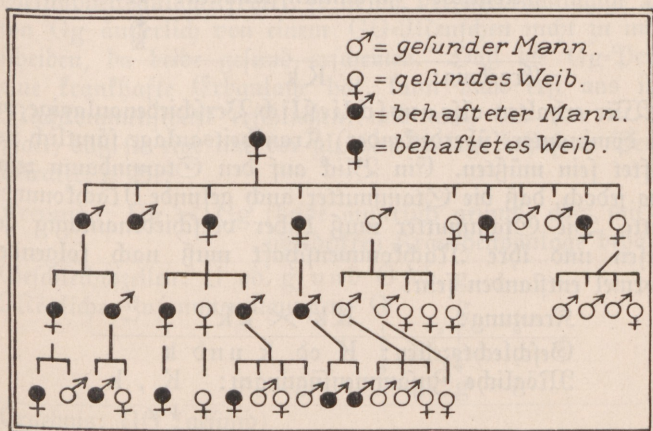 ♂ = gesunder Mann.
♀ = gesundes Weib.
= behafteter Mann.
= behaftetes Weib